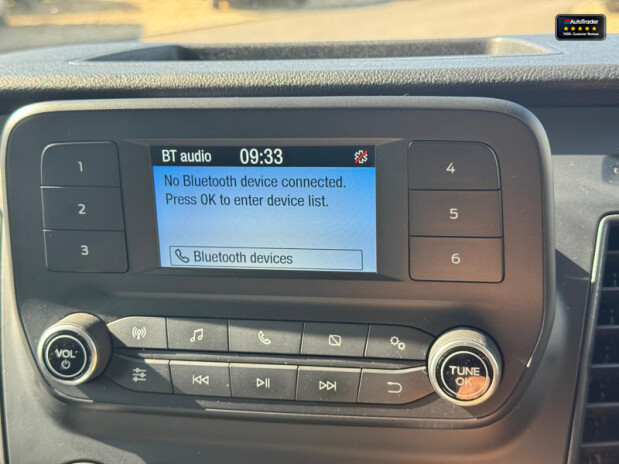 AutoTrader
BT audio 09:33
No Bluetooth device connected.
Press OK to enter device list.
Bluetooth devices
1
2
3
4
5
6
VOL
TUNE
OK